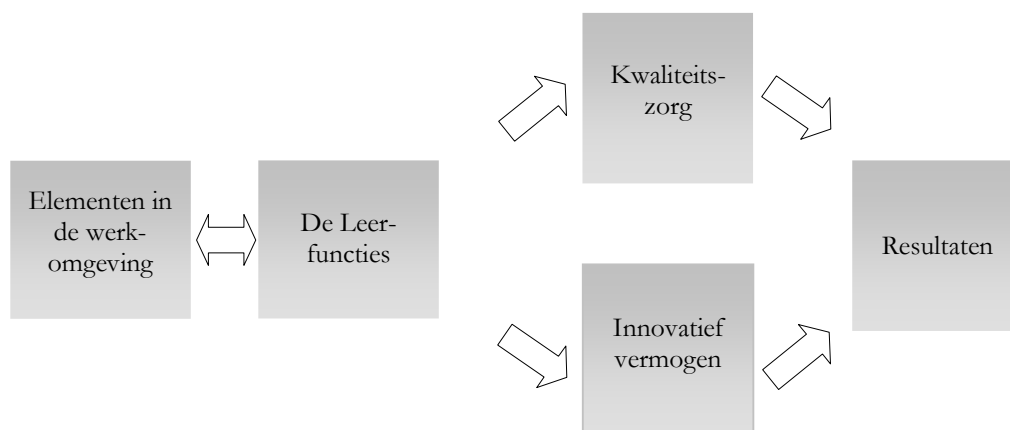 Elementen in
de werk-
omgeving
De Leer-
functies
Kwaliteits-
zorg
Innovatief
vermogen
Resultaten